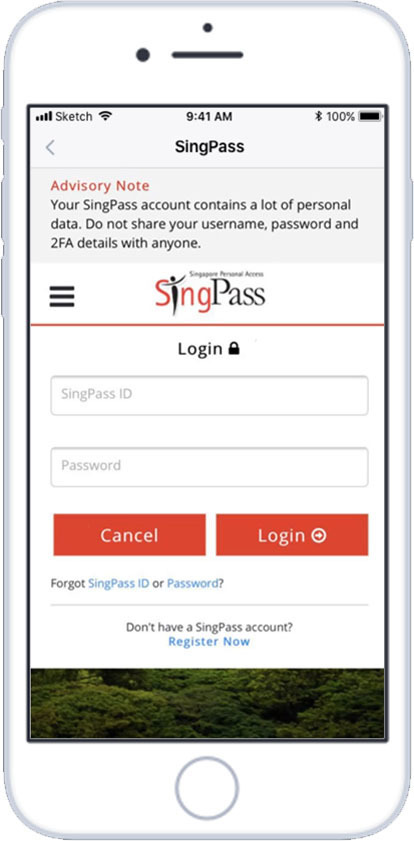 Sketch 9:41 AM 100%
SingPass
Advisory Note
Your SingPass account contains a lot of personal
data. Do not share your username, password and
2FA details with anyone.
Singapore Personal Access
SingPass
Login
SingPass ID
Password
Cancel Login
Forgot SingPass ID or Password?
Don't have a SingPass account?
Register Now